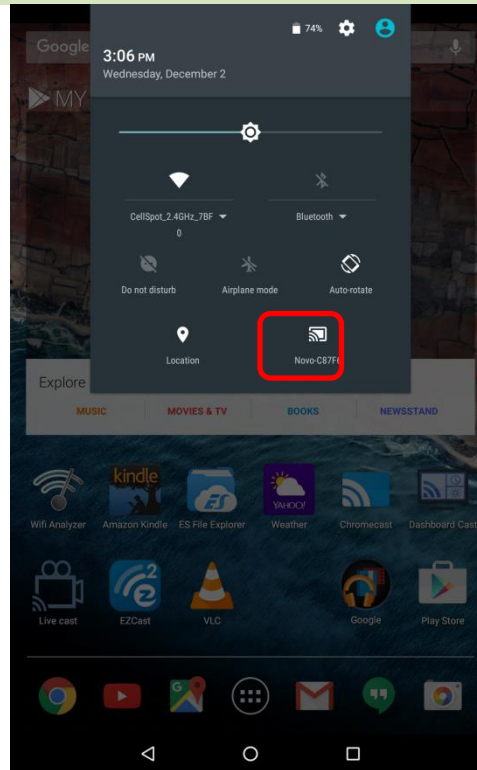 74%
3:06 PM
Wednesday, December 2
Google
MY
CellSpot_2.4GHz_7BF
0
Bluetooth
Do not disturb
Airplane mode
Auto-rotate
Location
Novo-C87F6
Explore
MUSIC
MOVIES & TV
BOOKS
NEWSSTAND
kindle
ES
YAHOO!
Wifi Analyzer
Amazon Kindle
ES File Explorer
Weather
Chromecast
Dashboard Cast
2
Live cast
EZCast
VLC
Google
Play Store
G